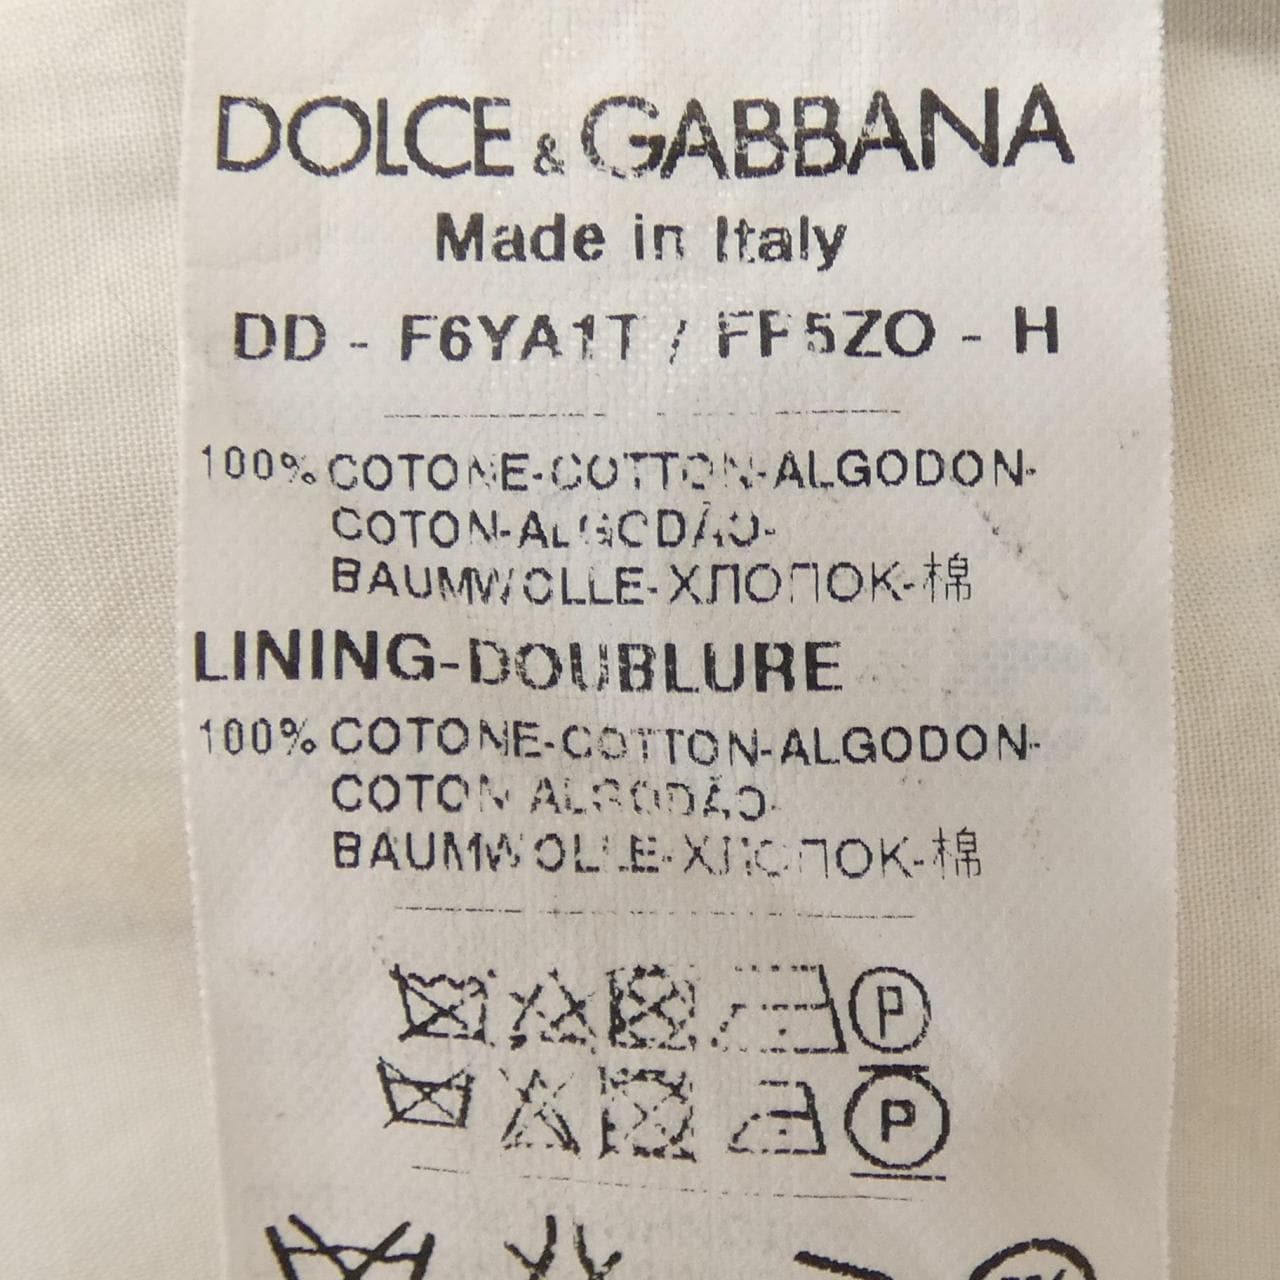 DOLCE & GABBANA
Made in Italy
DD - F6YA1T / FP5ZO - H
100% COTONE-COTTON-ALGODON-
COTON-ALGODÃO-
BAUMWOLLE-ХЛОПОК-棉
LINING-DOUBLURE
100% COTONE-COTTON-ALGODON-
COTON-ALGODÃO-
BAUMWOLLE-ХЛОПОК-棉
P
P